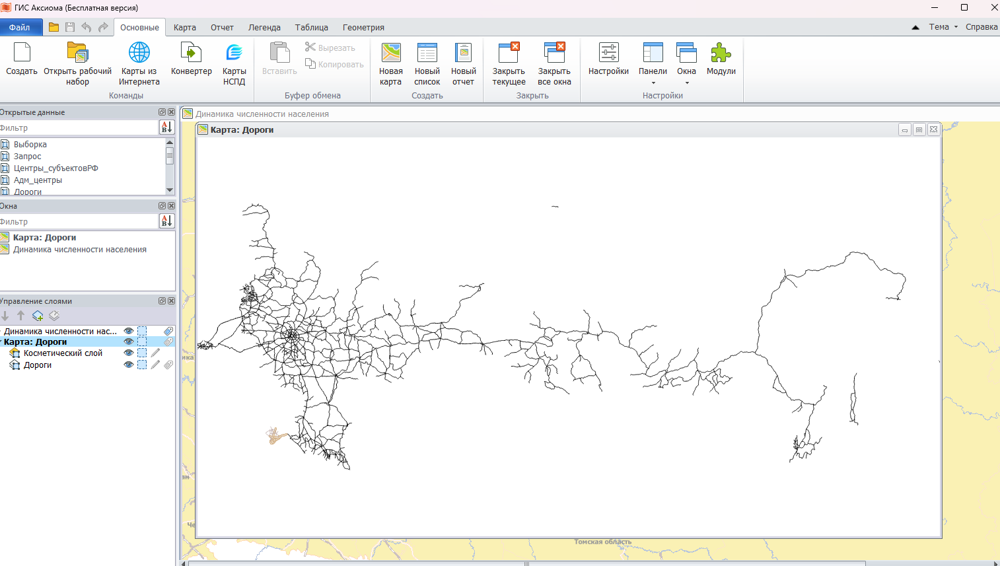 ГИС Аксиома (Бесплатная версия)
Файл Основные Карта Отчет Легенда Таблица Геометрия Тема Справка
Создать Открыть рабочий набор Карты из Интернета Конвертер Карты НСПД Вставить Вырезать Копировать Новая карта Новый список Новый отчет Закрыть текущее Закрыть все окна Настройки Панели Окна Модули
Команды Буфер обмена Создать Закрыть Настройки
Открытые данные
Фильтр
Выборка
Запрос
Центры_субъектовРФ
Адм_центры
Дороги
Окна
Фильтр
Карта: Дороги
Динамика численности населения
Управление слоями
Динамика численности нас...
Карта: Дороги
Косметический слой
Дороги
Динамика численности населения
Карта: Дороги
Томская область